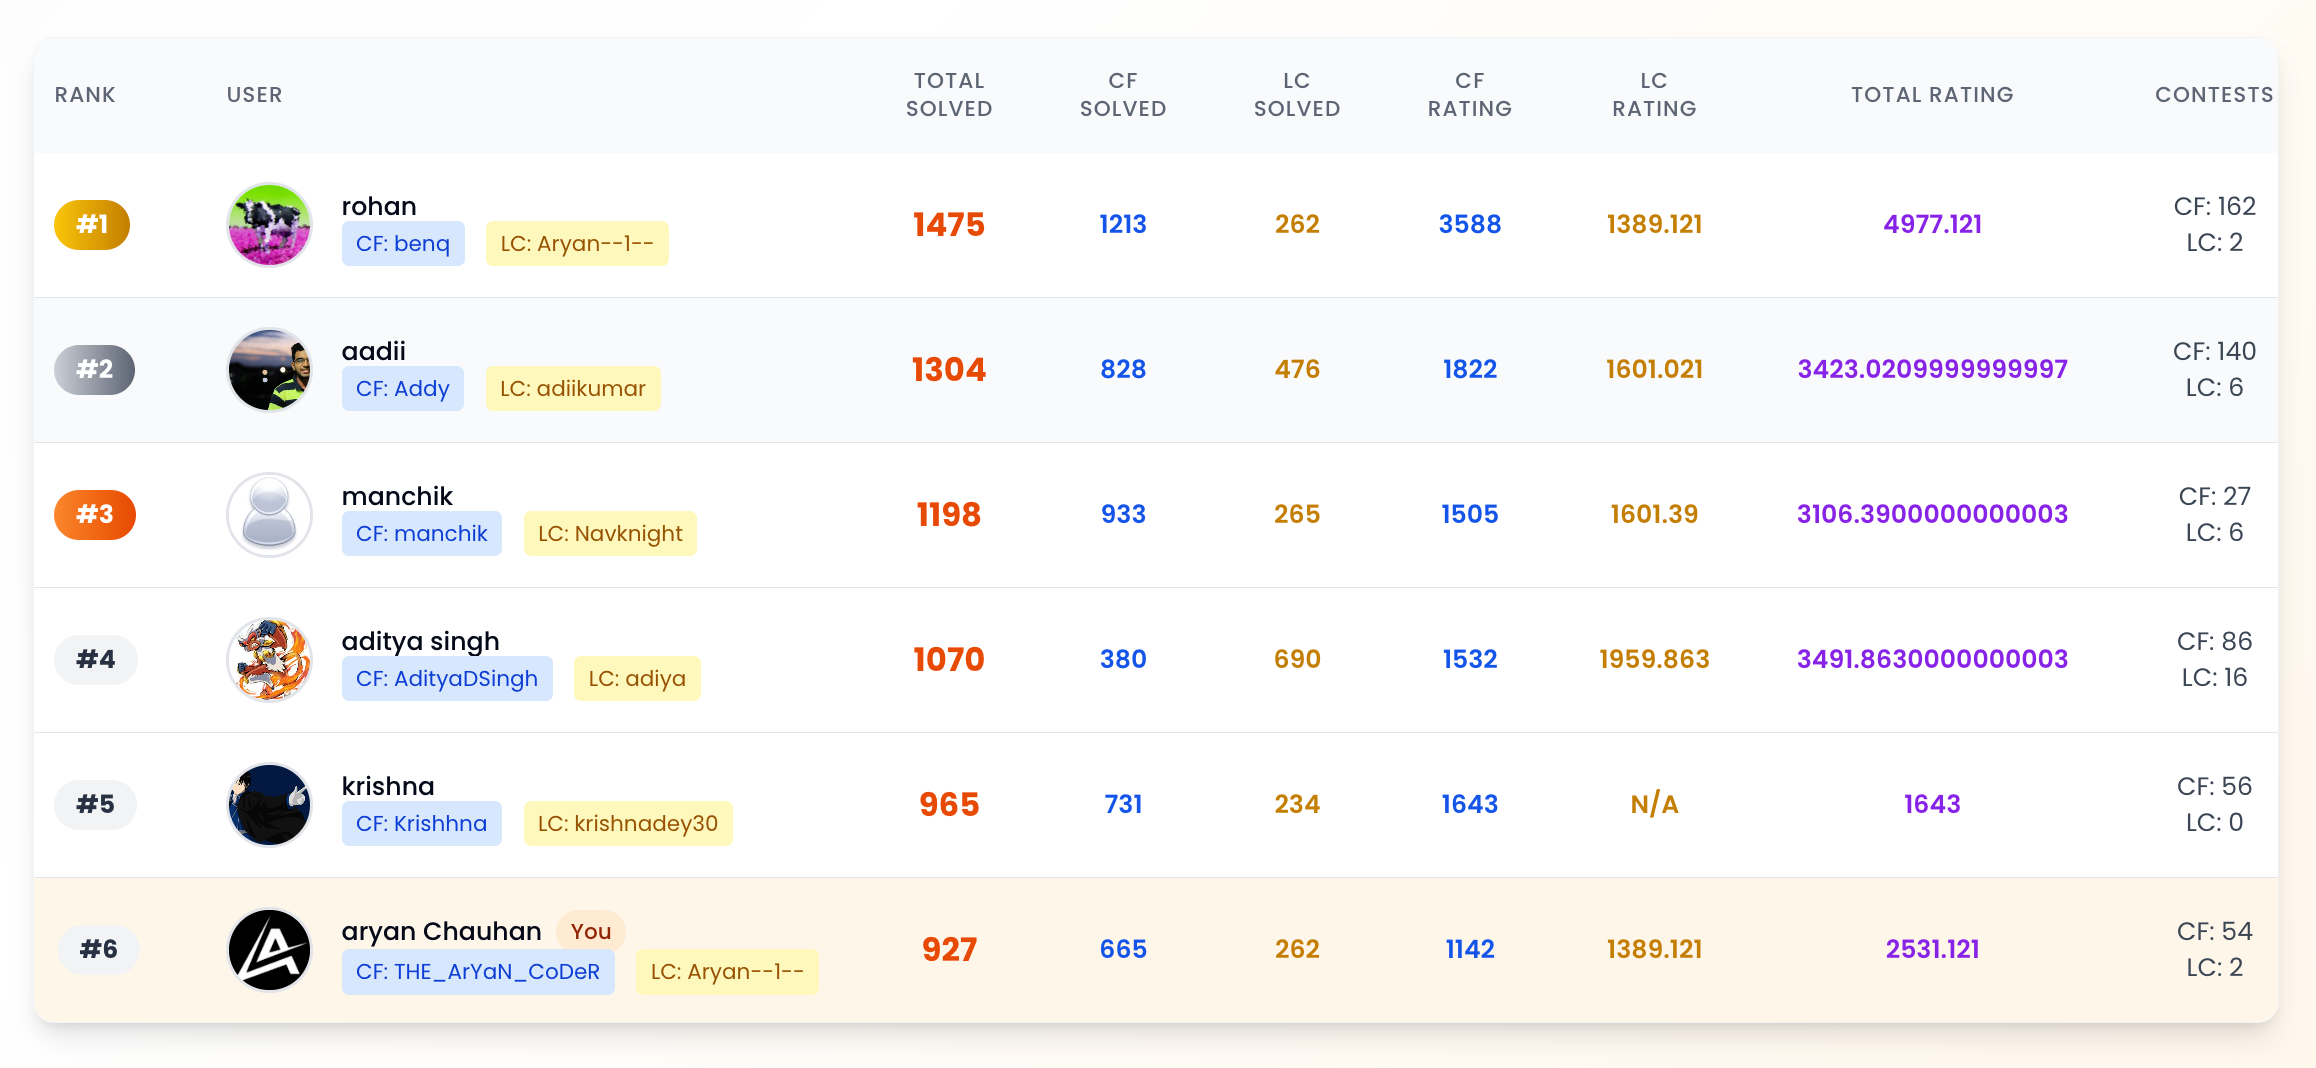 RANK USER TOTAL SOLVED CF SOLVED LC SOLVED CF RATING LC RATING TOTAL RATING CONTESTS
#1 rohan CF: benq LC: Aryan--1-- 1475 1213 262 3588 1389.121 4977.121 CF: 162 LC: 2
#2 aadii CF: Addy LC: adiikumar 1304 828 476 1822 1601.021 3423.0209999999997 CF: 140 LC: 6
#3 manchik CF: manchik LC: Navknight 1198 933 265 1505 1601.39 3106.3900000000003 CF: 27 LC: 6
#4 aditya singh CF: AdityaDSingh LC: adiya 1070 380 690 1532 1959.863 3491.8630000000003 CF: 86 LC: 16
#5 krishna CF: Krishhna LC: krishnadey30 965 731 234 1643 N/A 1643 CF: 56 LC: 0
#6 aryan Chauhan You CF: THE_ArYaN_CoDeR LC: Aryan--1-- 927 665 262 1142 1389.121 2531.121 CF: 54 LC: 2